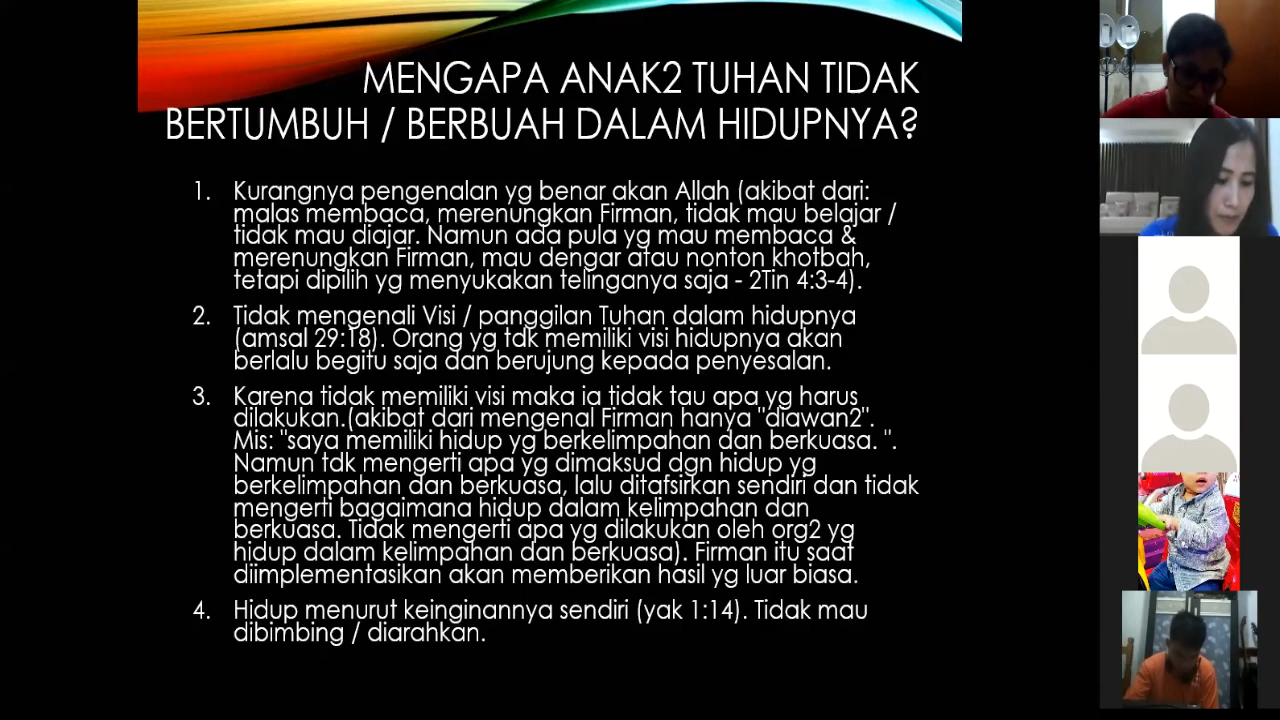 MENGAPA ANAK2 TUHAN TIDAK
BERTUMBUH / BERBUAH DALAM HIDUPNYA?
1. Kurangnya pengenalan yg benar akan Allah (akibat dari:
malas membaca, merenungkan Firman, tidak mau belajar /
tidak mau diajar. Namun ada pula yg mau membaca &
merenungkan Firman, mau dengar atau nonton khotbah,
tetapi dipilih yg menyukakan telinganya saja - 2Tin 4:3-4).
2. Tidak mengenali Visi / panggilan Tuhan dalam hidupnya
(amsal 29:18). Orang yg tdk memiliki visi hidupnya akan
berlalu begitu saja dan berujung kepada penyesalan.
3. Karena tidak memiliki visi maka ia tidak tau apa yg harus
dilakukan.(akibat dari mengenal Firman hanya "diawan2".
Mis: "saya memiliki hidup yg berkelimpahan dan berkuasa. ".
Namun tdk mengerti apa yg dimaksud dgn hidup yg
berkelimpahan dan berkuasa, lalu ditafsirkan sendiri dan tidak
mengerti bagaimana hidup dalam kelimpahan dan
berkuasa. Tidak mengerti apa yg dilakukan oleh org2 yg
hidup dalam kelimpahan dan berkuasa). Firman itu saat
diimplementasikan akan memberikan hasil yg luar biasa.
4. Hidup menurut keinginannya sendiri (yak 1:14). Tidak mau
dibimbing / diarahkan.